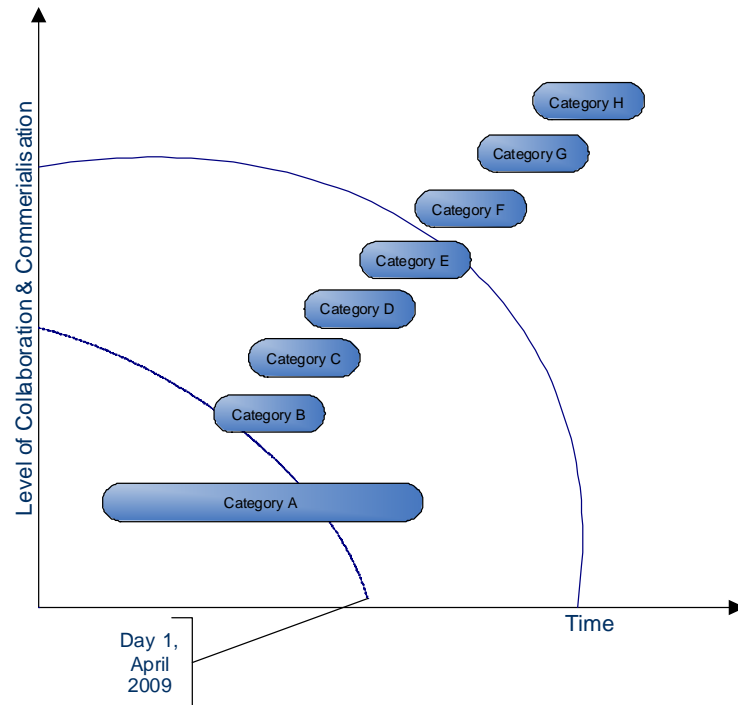 Level of Collaboration & Commerialisation
Category H
Category G
Category F
Category E
Category D
Category C
Category B
Category A
Time
Day 1,
April
2009